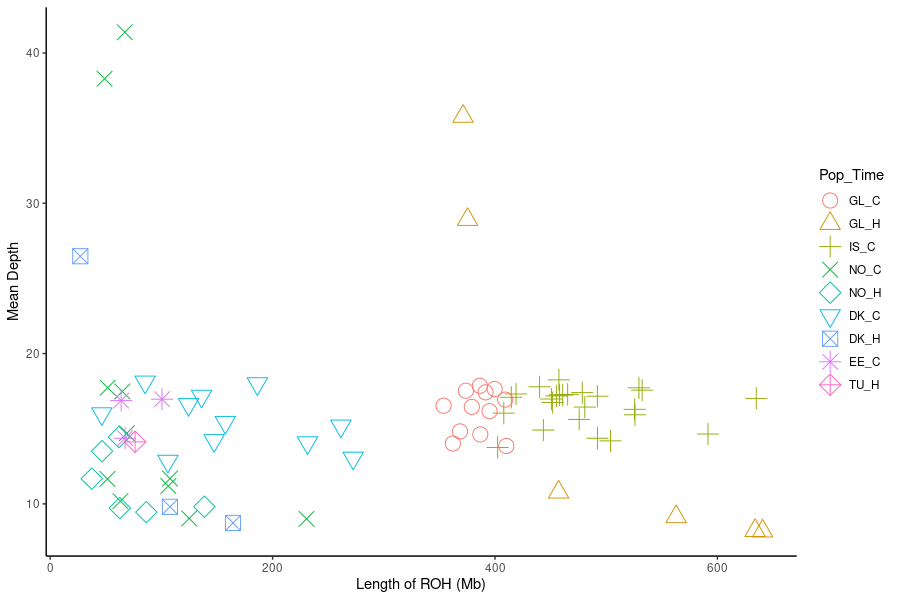 40
30
20
10
Mean Depth
0
200
400
600
Length of ROH (Mb)
Pop_Time
GL_C
GL_H
IS_C
NO_C
NO_H
DK_C
DK_H
EE_C
TU_H